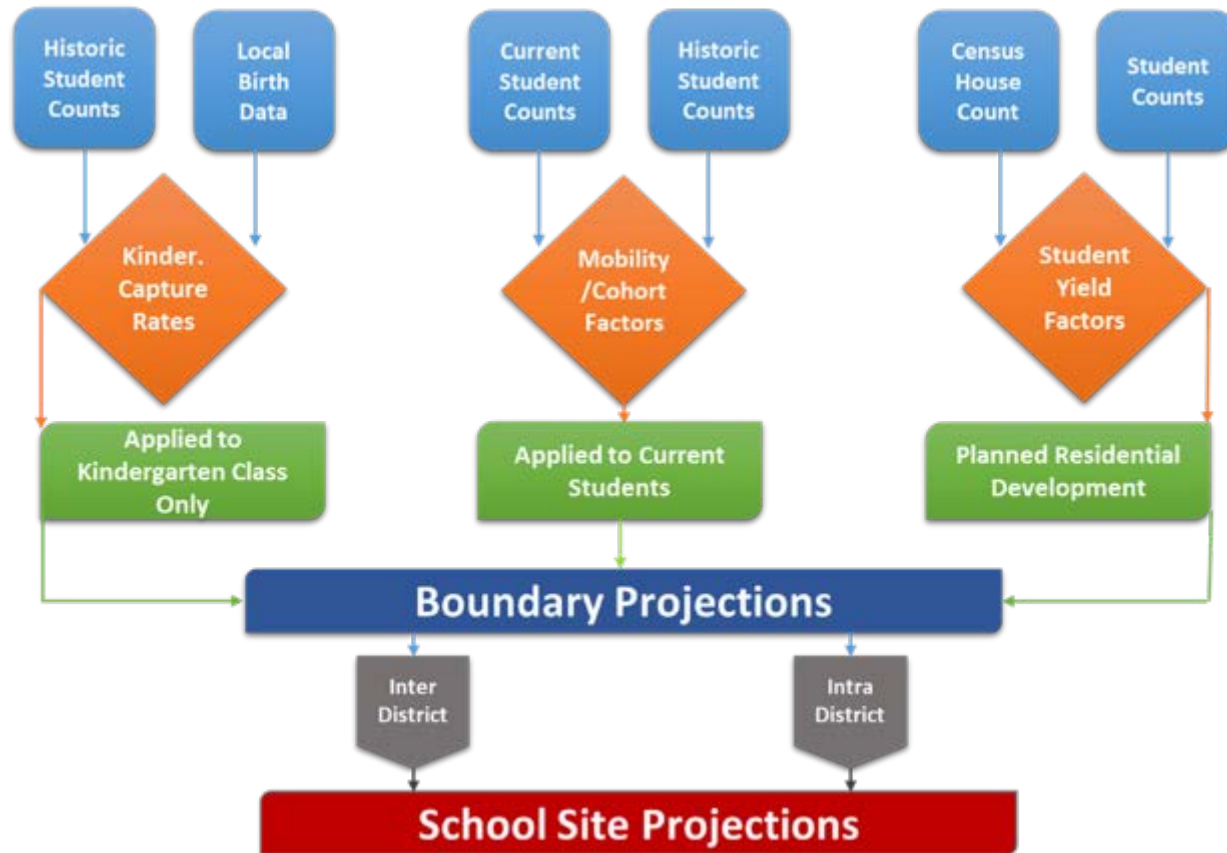 Historic
Student
Counts
Local
Birth
Data
Current
Student
Counts
Historic
Student
Counts
Census
House
Count
Student
Counts
Kinder.
Capture
Rates
Mobility
/Cohort
Factors
Student
Yield
Factors
Applied to
Kindergarten Class
Only
Applied to Current
Students
Planned Residential
Development
Boundary Projections
Inter
District
Intra
District
School Site Projections